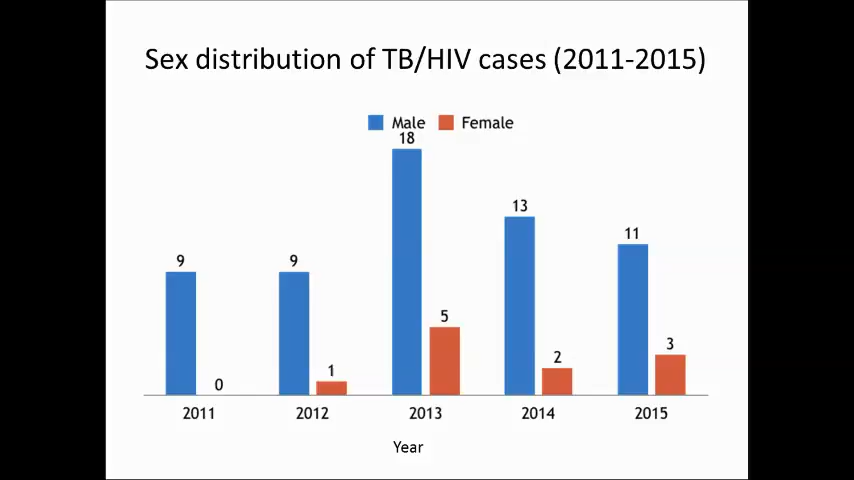 Sex distribution of TB/HIV cases (2011-2015)
Male Female
18
13
11
9 9
5
3
2
1
0
2011 2012 2013 2014 2015
Year